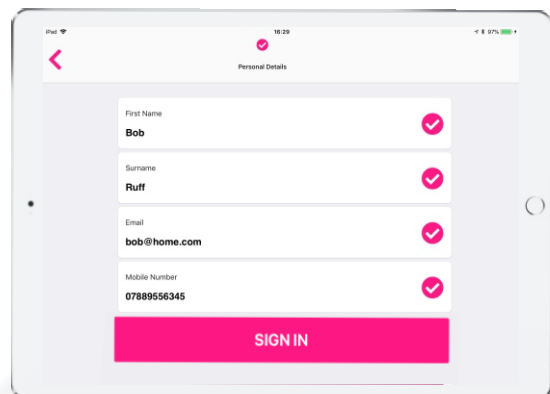 iPad 16:29 97%
Personal Details
First Name
Bob
Surname
Ruff
Email
bob@home.com
Mobile Number
07889556345
SIGN IN